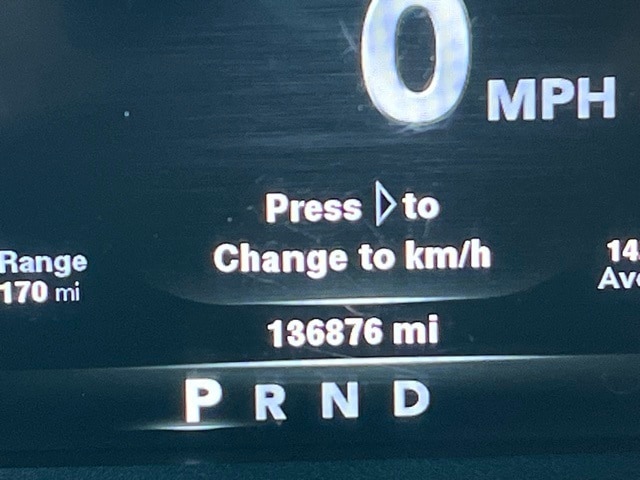 0 MPH
Press ▷ to
Change to km/h
Range
170 mi
136876 mi
P R N D